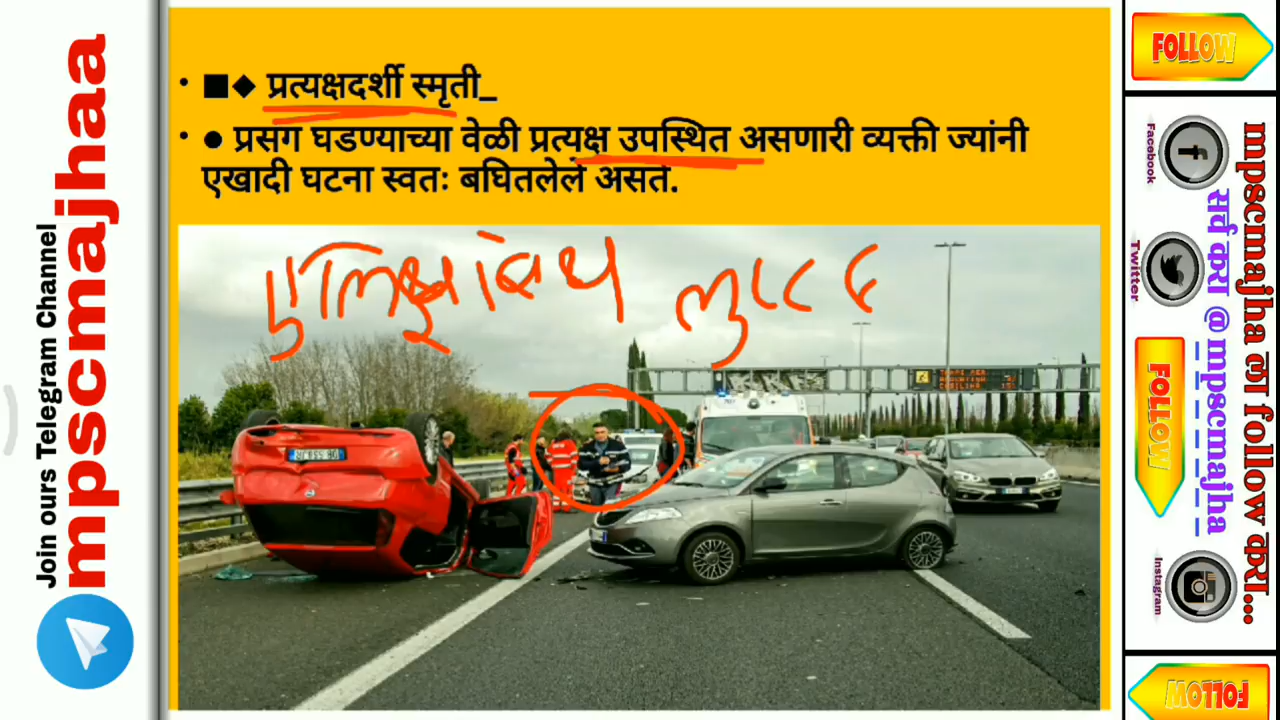 ■◆ प्रत्यक्षदर्शी स्मृती_
● प्रसंग घडण्याच्या वेळी प्रत्यक्ष उपस्थित असणारी व्यक्ती ज्यांनी
एखादी घटना स्वतः बघितलेले असते.
Join ours Telegram Channel
mpscmajhaa
FOLLOW
Facebook
Twitter
FOLLOW
Instagram
सर्व करा @ mpscmajha
mpscmajha ला follow करा...
FOLLOW